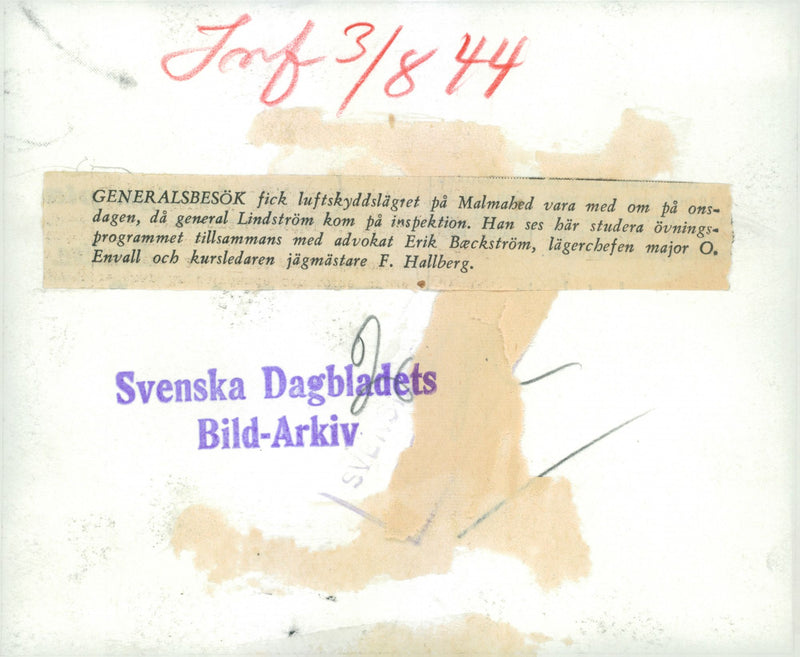 Inf 3/8 44
GENERALSBESÖK fick luftskyddslägret på Malmahed vara med om på ons-
dagen, då general Lindström kom på inspektion. Han ses här studera övnings-
programmet tillsammans med advokat Erik Bæckström, lägerchefen major O.
Envall och kursledaren jägmästare F. Hallberg.
Svenska Dagbladets
Bild-Arkiv